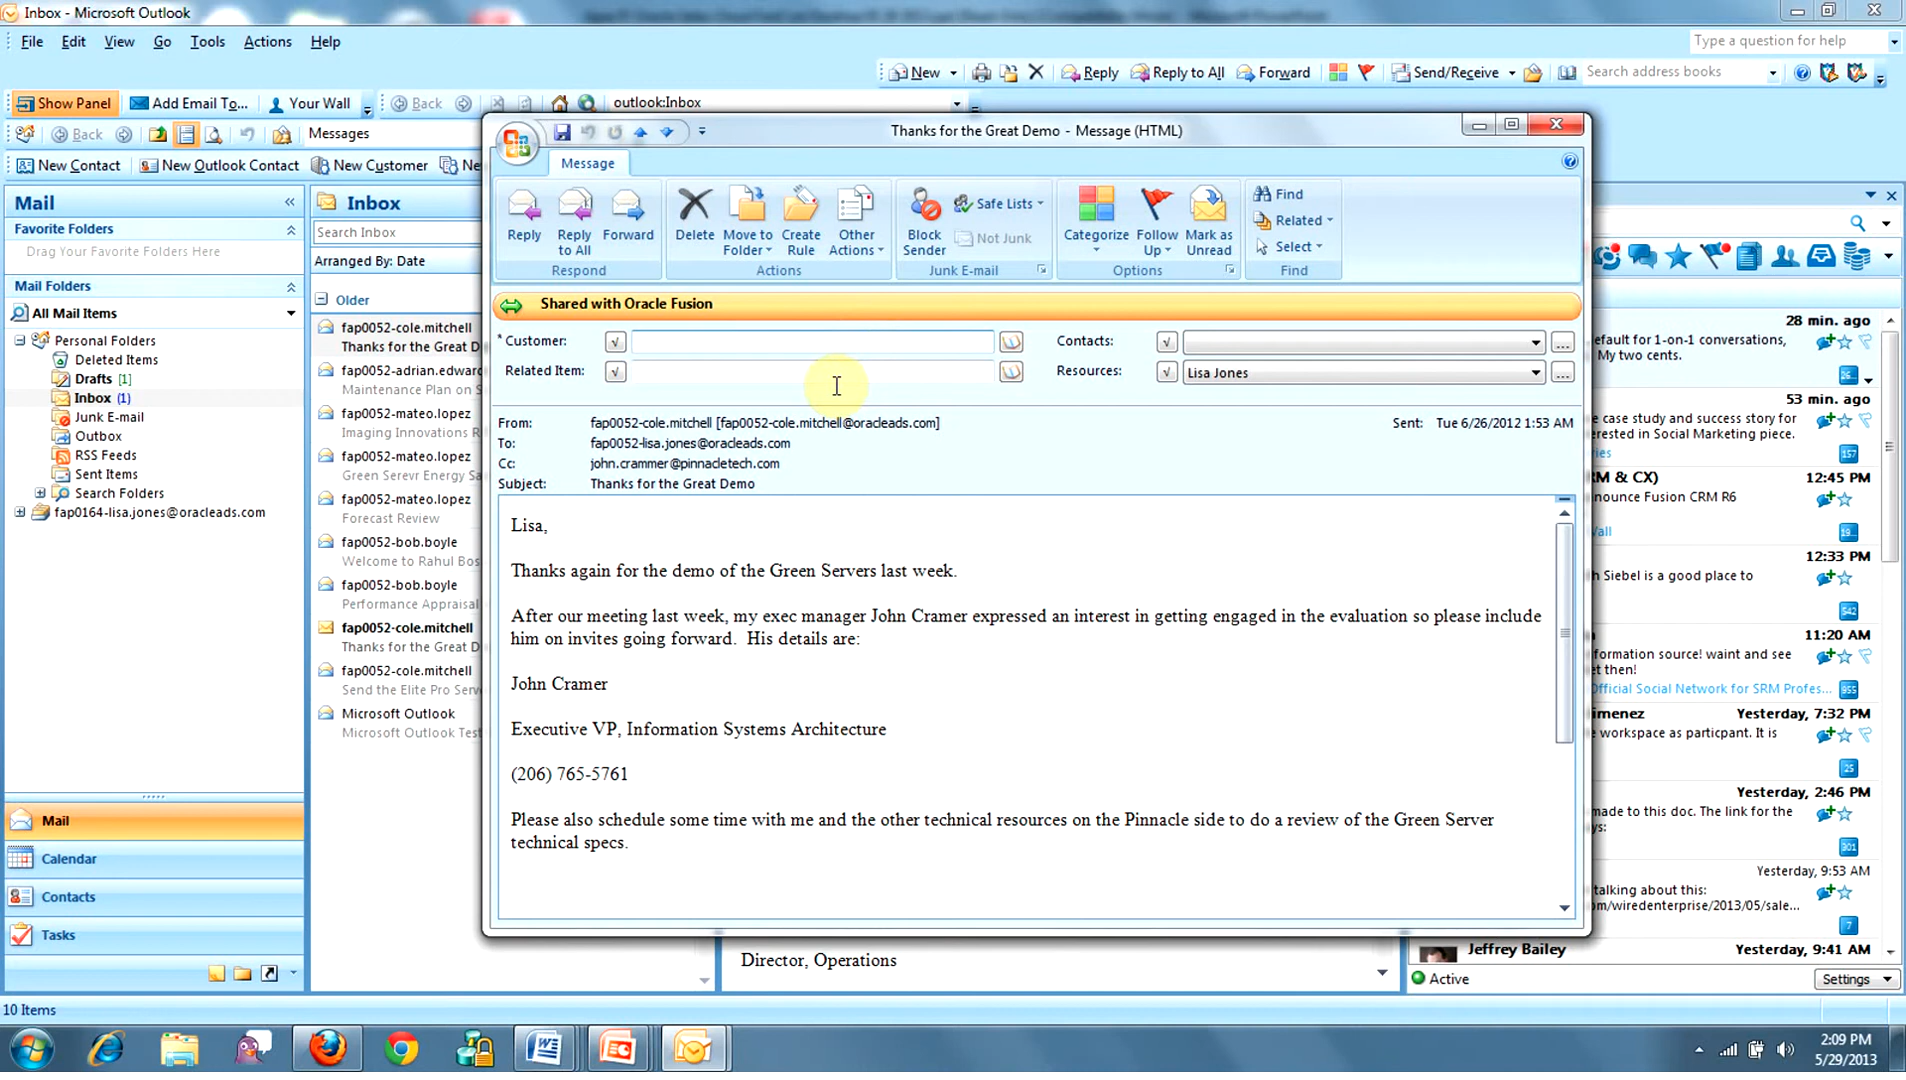 Inbox - Microsoft Outlook
File Edit View Go Tools Actions Help
Type a question for help
New Reply Reply to All Forward Send/Receive Search address books
Show Panel Add Email To... Your Wall Back outlook:Inbox
Back Messages
New Contact New Outlook Contact New Customer Ne
Mail
Favorite Folders
Drag Your Favorite Folders Here
Mail Folders
All Mail Items
Personal Folders
Deleted Items
Drafts [1]
Inbox (1)
Junk E-mail
Outbox
RSS Feeds
Sent Items
Search Folders
fap0164-lisa.jones@oracleads.com
Mail
Calendar
Contacts
Tasks
10 Items
Inbox
Search Inbox
Arranged By: Date
Older
fap0052-cole.mitchell
Thanks for the Great D
fap0052-adrian.edward
Maintenance Plan on
fap0052-mateo.lopez
Imaging Innovations R
fap0052-mateo.lopez
Green Serevr Energy Sa
fap0052-mateo.lopez
Forecast Review
fap0052-bob.boyle
Welcome to Rahul Bos
fap0052-bob.boyle
Performance Appraisal
fap0052-cole.mitchell
Thanks for the Great D
fap0052-cole.mitchell
Send the Elite Pro Serve
Microsoft Outlook
Microsoft Outlook Test
Thanks for the Great Demo - Message (HTML)
Message
Reply Reply to All Forward
Respond
Delete Move to Folder Create Rule Other Actions
Actions
Block Sender Safe Lists Not Junk
Junk E-mail
Categorize Follow Up Mark as Unread
Options
Find Related Select
Find
Shared with Oracle Fusion
* Customer: Contacts:
Related Item: Resources: Lisa Jones
From: fap0052-cole.mitchell [fap0052-cole.mitchell@oracleads.com] Sent: Tue 6/26/2012 1:53 AM
To: fap0052-lisa.jones@oracleads.com
Cc: john.crammer@pinnacletech.com
Subject: Thanks for the Great Demo
Lisa,
Thanks again for the demo of the Green Servers last week.
After our meeting last week, my exec manager John Cramer expressed an interest in getting engaged in the evaluation so please include
him on invites going forward. His details are:
John Cramer
Executive VP, Information Systems Architecture
(206) 765-5761
Please also schedule some time with me and the other technical resources on the Pinnacle side to do a review of the Green Server
technical specs.
Director, Operations
28 min. ago
default for 1-on-1 conversations,
My two cents.
26...
53 min. ago
e case study and success story for
erested in Social Marketing piece.
157
ries
RM & CX) 12:45 PM
nounce Fusion CRM R6
Wall
19...
12:33 PM
h Siebel is a good place to
542
11:20 AM
formation source! waint and see
et then!
Official Social Network for SRM Profes... 955
imenez Yesterday, 7:32 PM
e workspace as particpant. It is
25
Yesterday, 2:46 PM
made to this doc. The link for the
ys:
301
Yesterday, 9:53 AM
talking about this:
om/wiredenterprise/2013/05/sale...
7
Jeffrey Bailey Yesterday, 9:41 AM
Active Settings
2:09 PM
5/29/2013